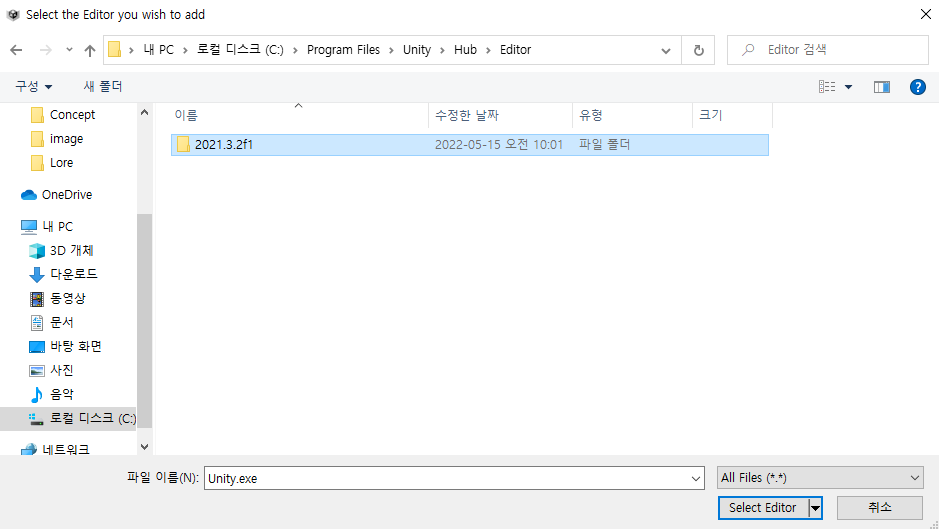 Select the Editor you wish to add
내 PC › 로컬 디스크 (C:) › Program Files › Unity › Hub › Editor
Editor 검색
구성 새 폴더
이름 수정한 날짜 유형 크기
2021.3.2f1 2022-05-15 오전 10:01 파일 폴더
Concept
image
Lore
OneDrive
내 PC
3D 개체
다운로드
동영상
문서
바탕 화면
사진
음악
로컬 디스크 (C:)
네트워크
파일 이름(N): Unity.exe All Files (*.*)
Select Editor 취소